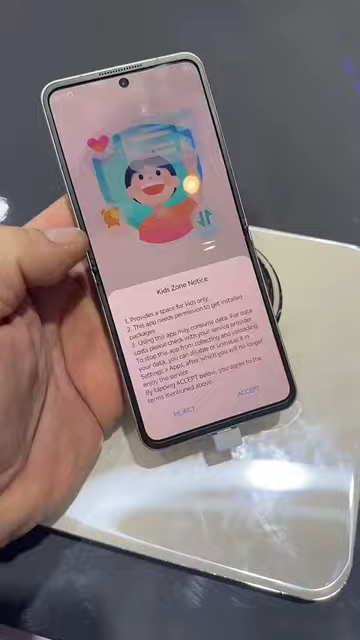 Kids Zone Notice
1. Provides a space for kids only;
2. This app needs permission to get installed
packages
3. Using this app may consume data. For data
costs please check with your service provider.
To stop this app from collecting and uploading
your data, you can disable or uninstall it in
Settings > Apps, after which you will no longer
enjoy the service.
By tapping ACCEPT below, you agree to the
terms mentioned above.
REJECT
ACCEPT